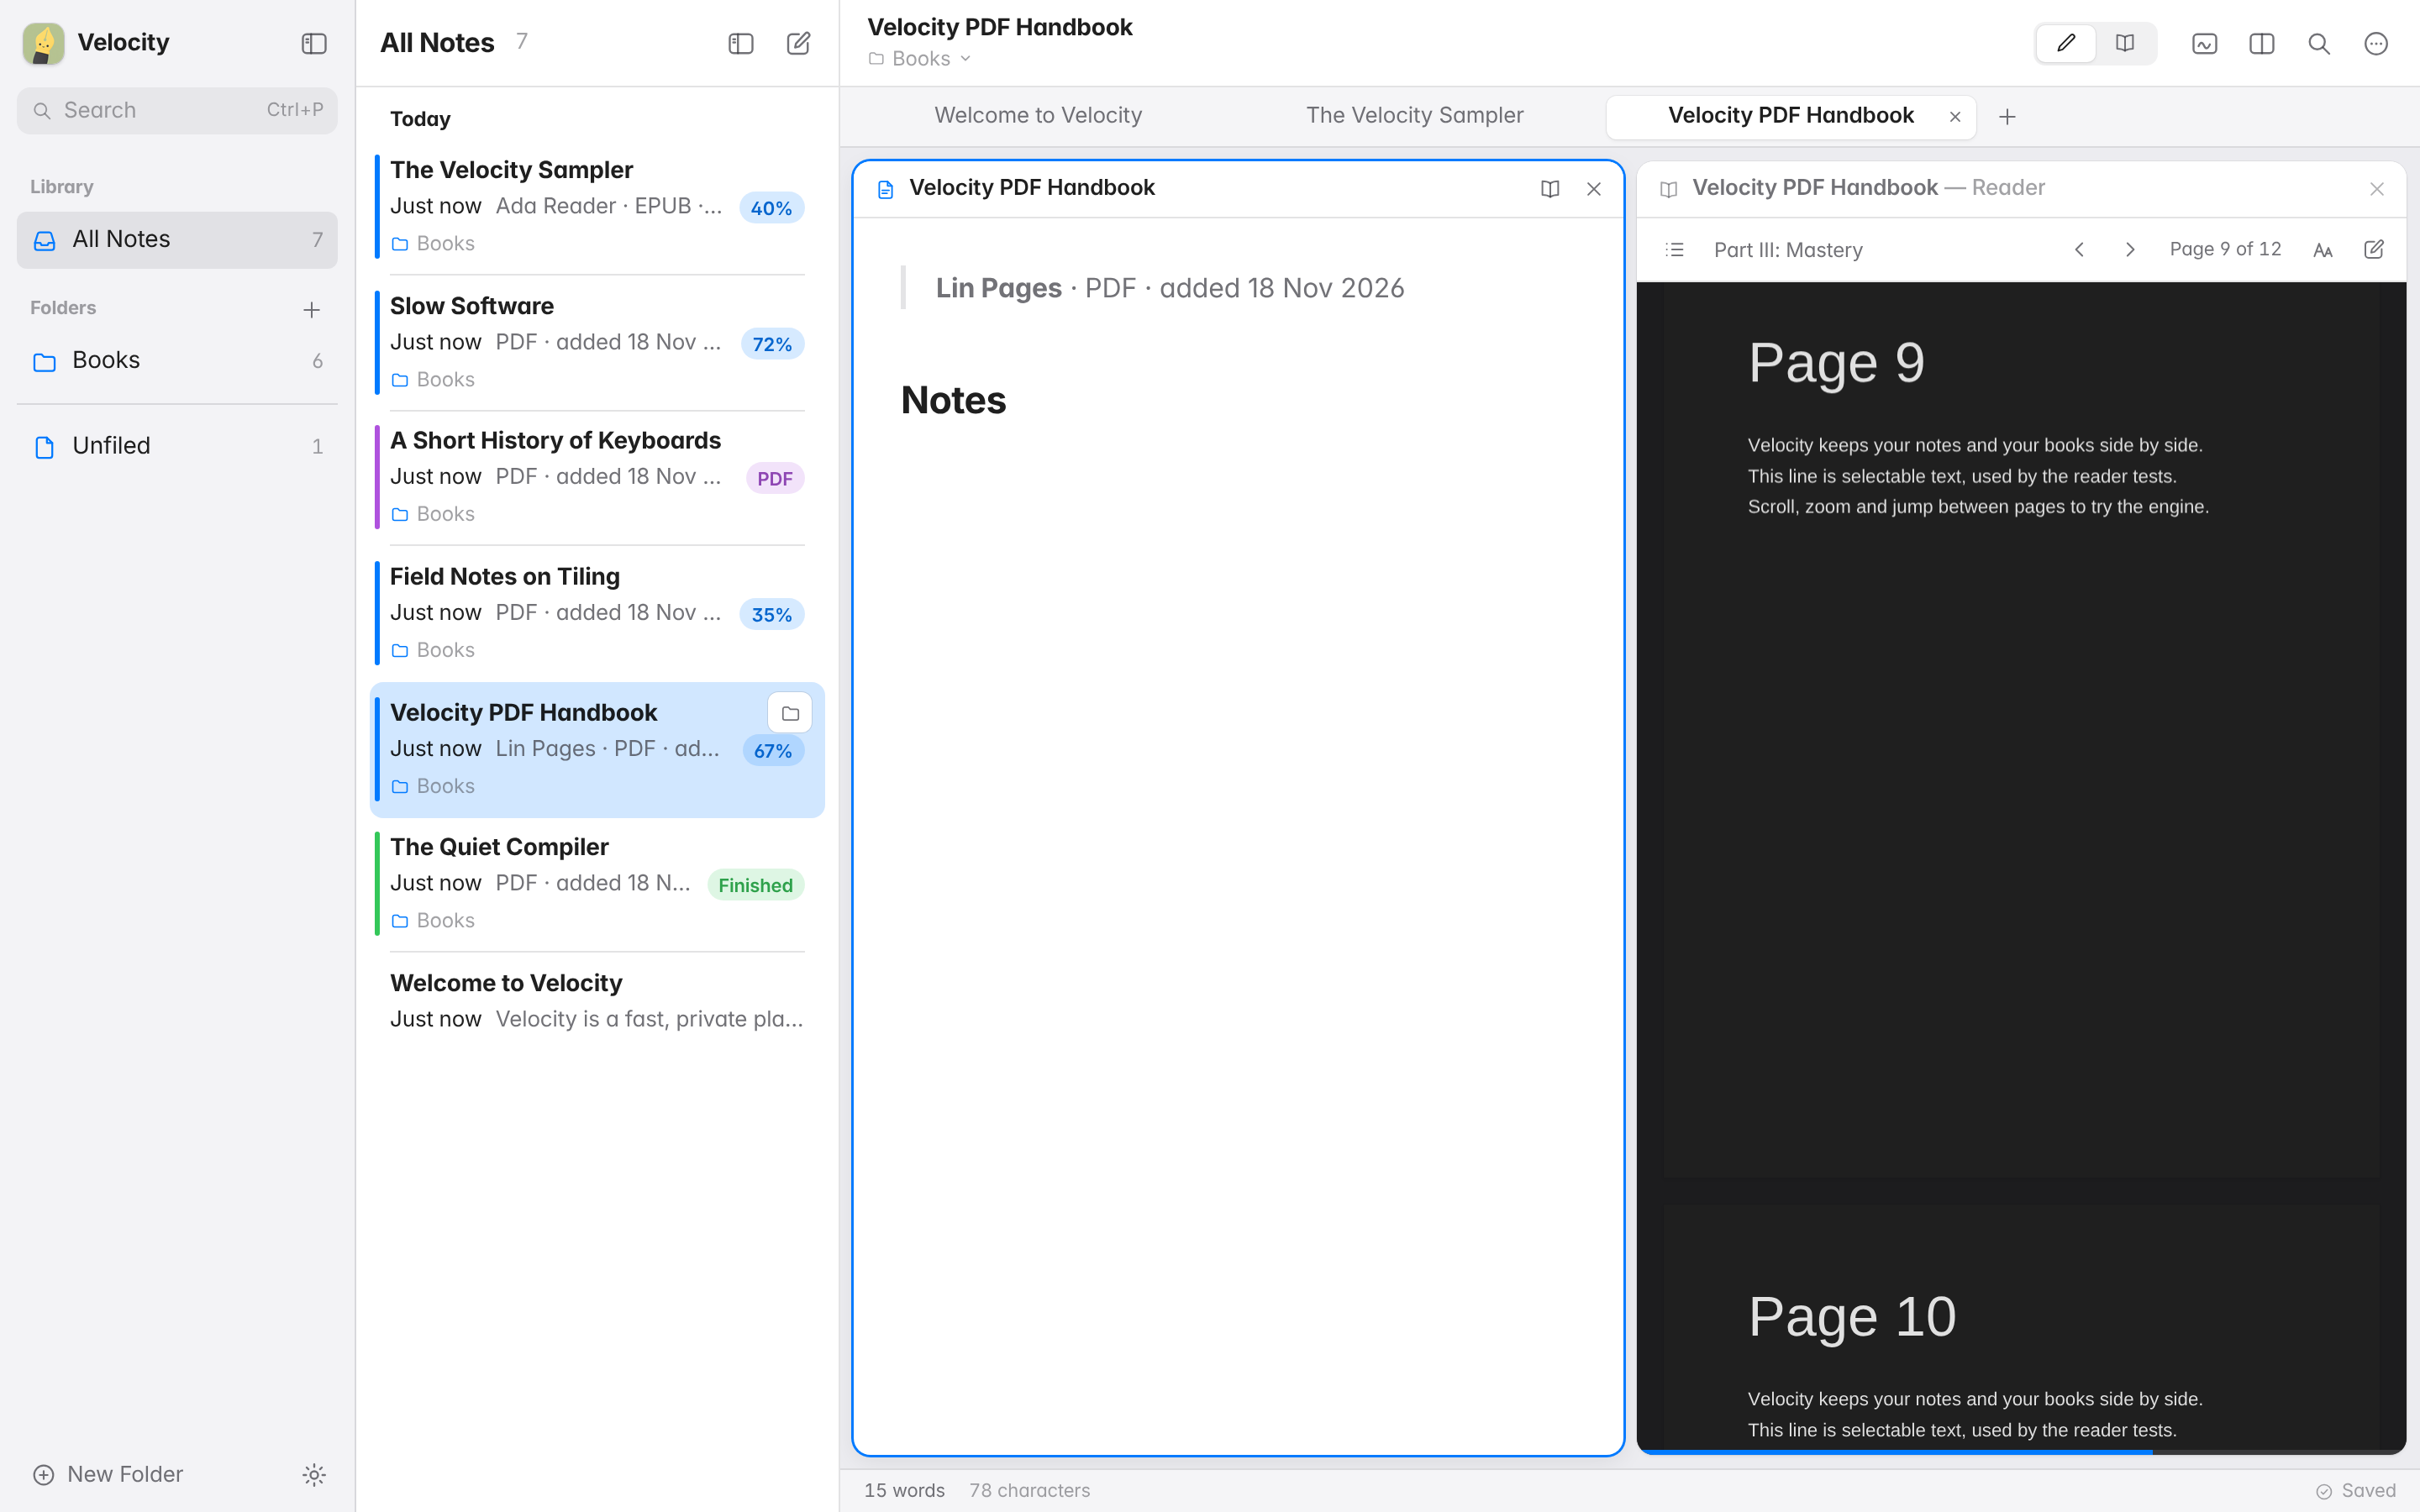 Velocity
Search Ctrl+P
Library
All Notes 7
Folders
Books 6
Unfiled 1
New Folder
All Notes 7
Today
The Velocity Sampler
Just now Ada Reader · EPUB ·... 40%
Books
Slow Software
Just now PDF · added 18 Nov ... 72%
Books
A Short History of Keyboards
Just now PDF · added 18 Nov ... PDF
Books
Field Notes on Tiling
Just now PDF · added 18 Nov ... 35%
Books
Velocity PDF Handbook
Just now Lin Pages · PDF · ad... 67%
Books
The Quiet Compiler
Just now PDF · added 18 N... Finished
Books
Welcome to Velocity
Just now Velocity is a fast, private pla...
Velocity PDF Handbook
Books
Welcome to Velocity The Velocity Sampler Velocity PDF Handbook
Velocity PDF Handbook
Lin Pages · PDF · added 18 Nov 2026
Notes
Velocity PDF Handbook — Reader
Part III: Mastery Page 9 of 12 AA
Page 9
Velocity keeps your notes and your books side by side.
This line is selectable text, used by the reader tests.
Scroll, zoom and jump between pages to try the engine.
Page 10
Velocity keeps your notes and your books side by side.
This line is selectable text, used by the reader tests.
15 words 78 characters Saved